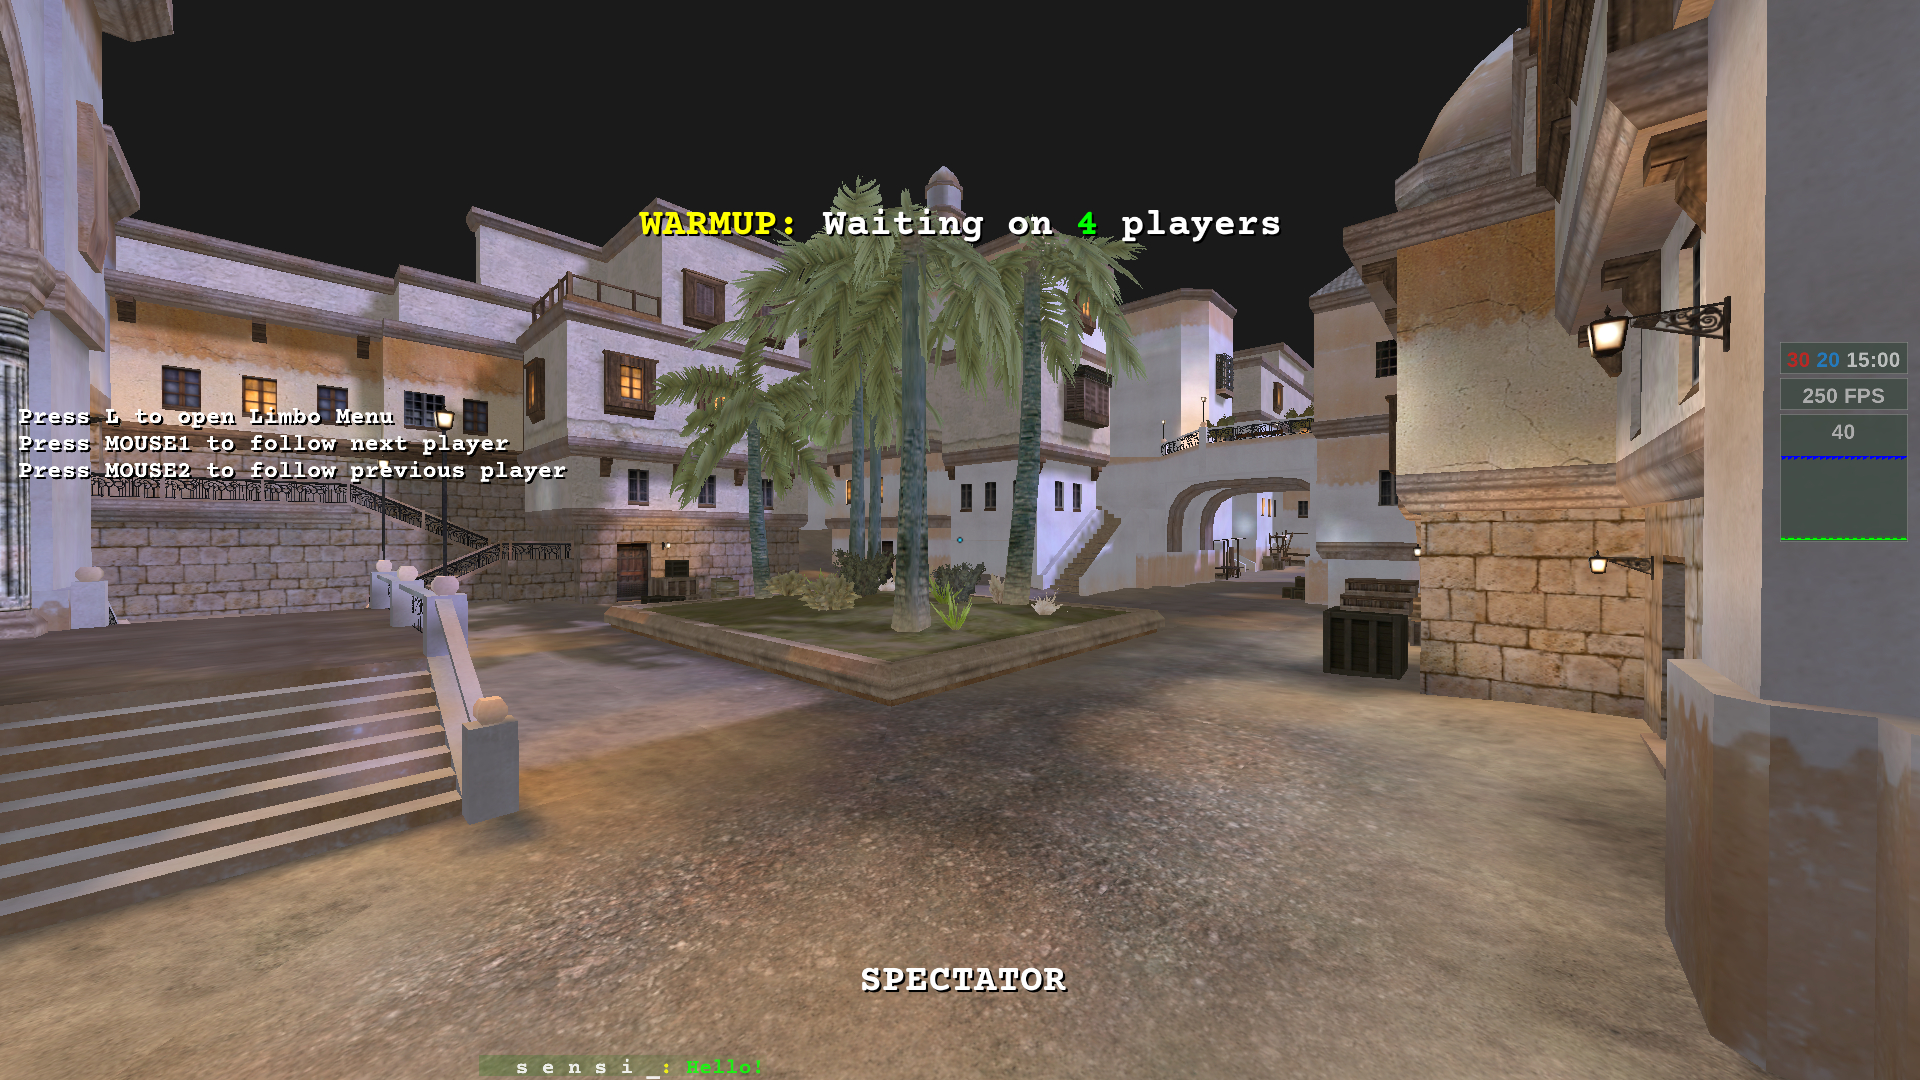 WARMUP: Waiting on 4 players
30 20 15:00
250 FPS
40
Press L to open Limbo Menu
Press MOUSE1 to follow next player
Press MOUSE2 to follow previous player
SPECTATOR
s e n s i _: Hello!